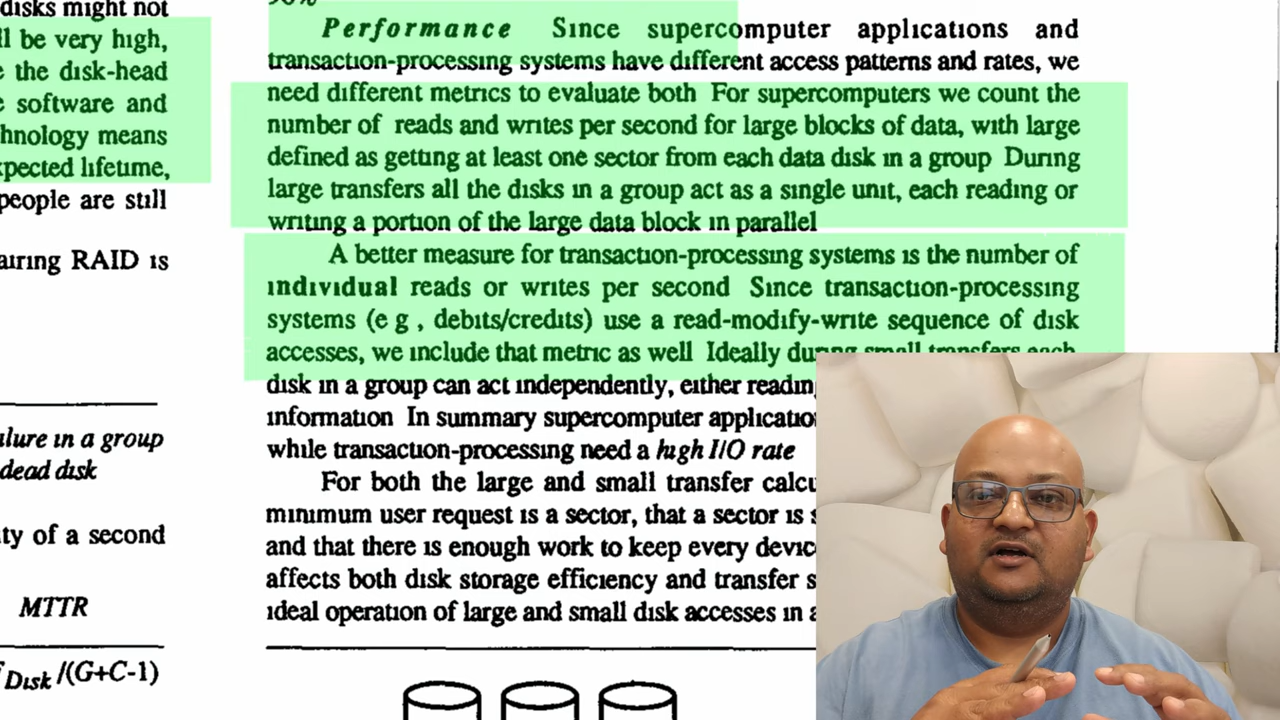 disks might not
ll be very high,
e the disk-head
e software and
chnology means
xpected lifetime,
people are still
airing RAID is
ailure in a group
dead disk
ity of a second
MTTR
Disk /(G+C-1)
Performance Since supercomputer applications and
transaction-processing systems have different access patterns and rates, we
need different metrics to evaluate both For supercomputers we count the
number of reads and writes per second for large blocks of data, with large
defined as getting at least one sector from each data disk in a group During
large transfers all the disks in a group act as a single unit, each reading or
writing a portion of the large data block in parallel
A better measure for transaction-processing systems is the number of
individual reads or writes per second Since transaction-processing
systems (e g , debits/credits) use a read-modify-write sequence of disk
accesses, we include that metric as well Ideally during small transfers each
disk in a group can act independently, either readin
information In summary supercomputer applicatio
while transaction-processing need a high I/O rate
For both the large and small transfer calcu
minimum user request is a sector, that a sector is s
and that there is enough work to keep every devic
affects both disk storage efficiency and transfer s
ideal operation of large and small disk accesses in a